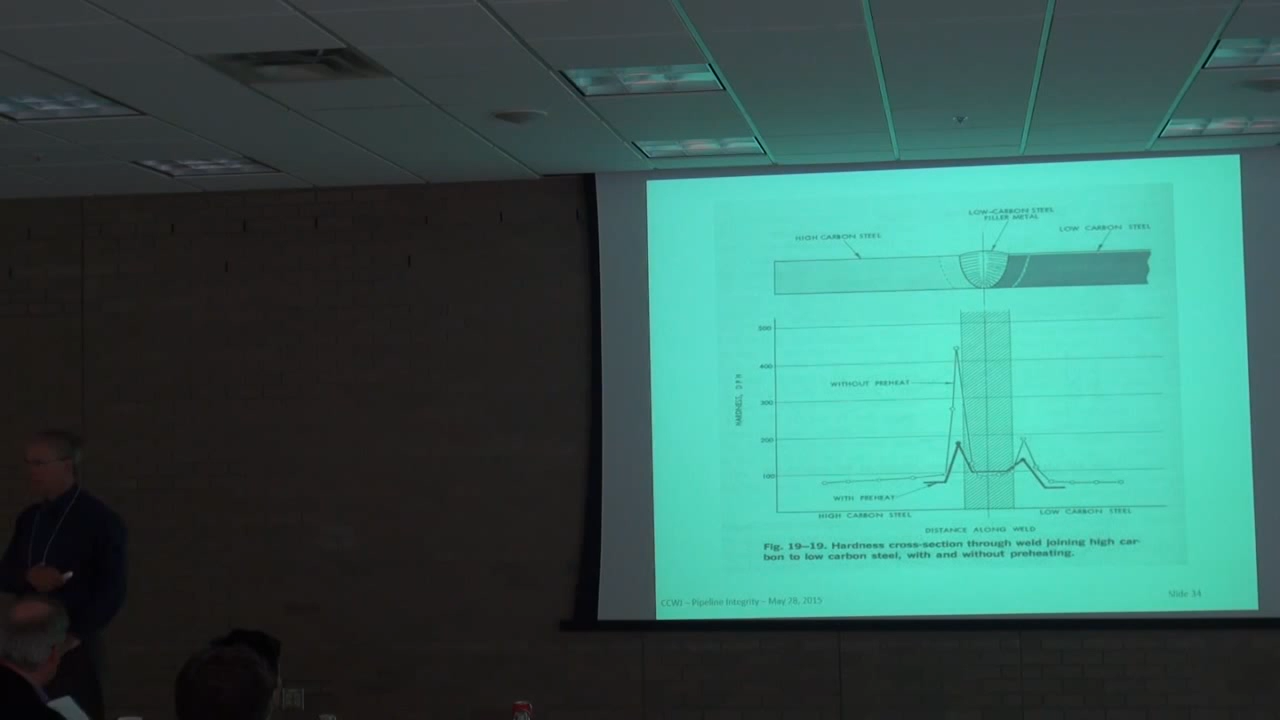 LOW-CARBON STEEL
FILLER METAL
HIGH CARBON STEEL
LOW CARBON STEEL
500
400
300
200
100
HARDNESS, D P H
WITHOUT PREHEAT
WITH PREHEAT
HIGH CARBON STEEL
LOW CARBON STEEL
DISTANCE ALONG WELD
Fig. 19-19. Hardness cross-section through weld joining high car-
bon to low carbon steel, with and without preheating.
CCWJ – Pipeline Integrity – May 28, 2015
Slide 34